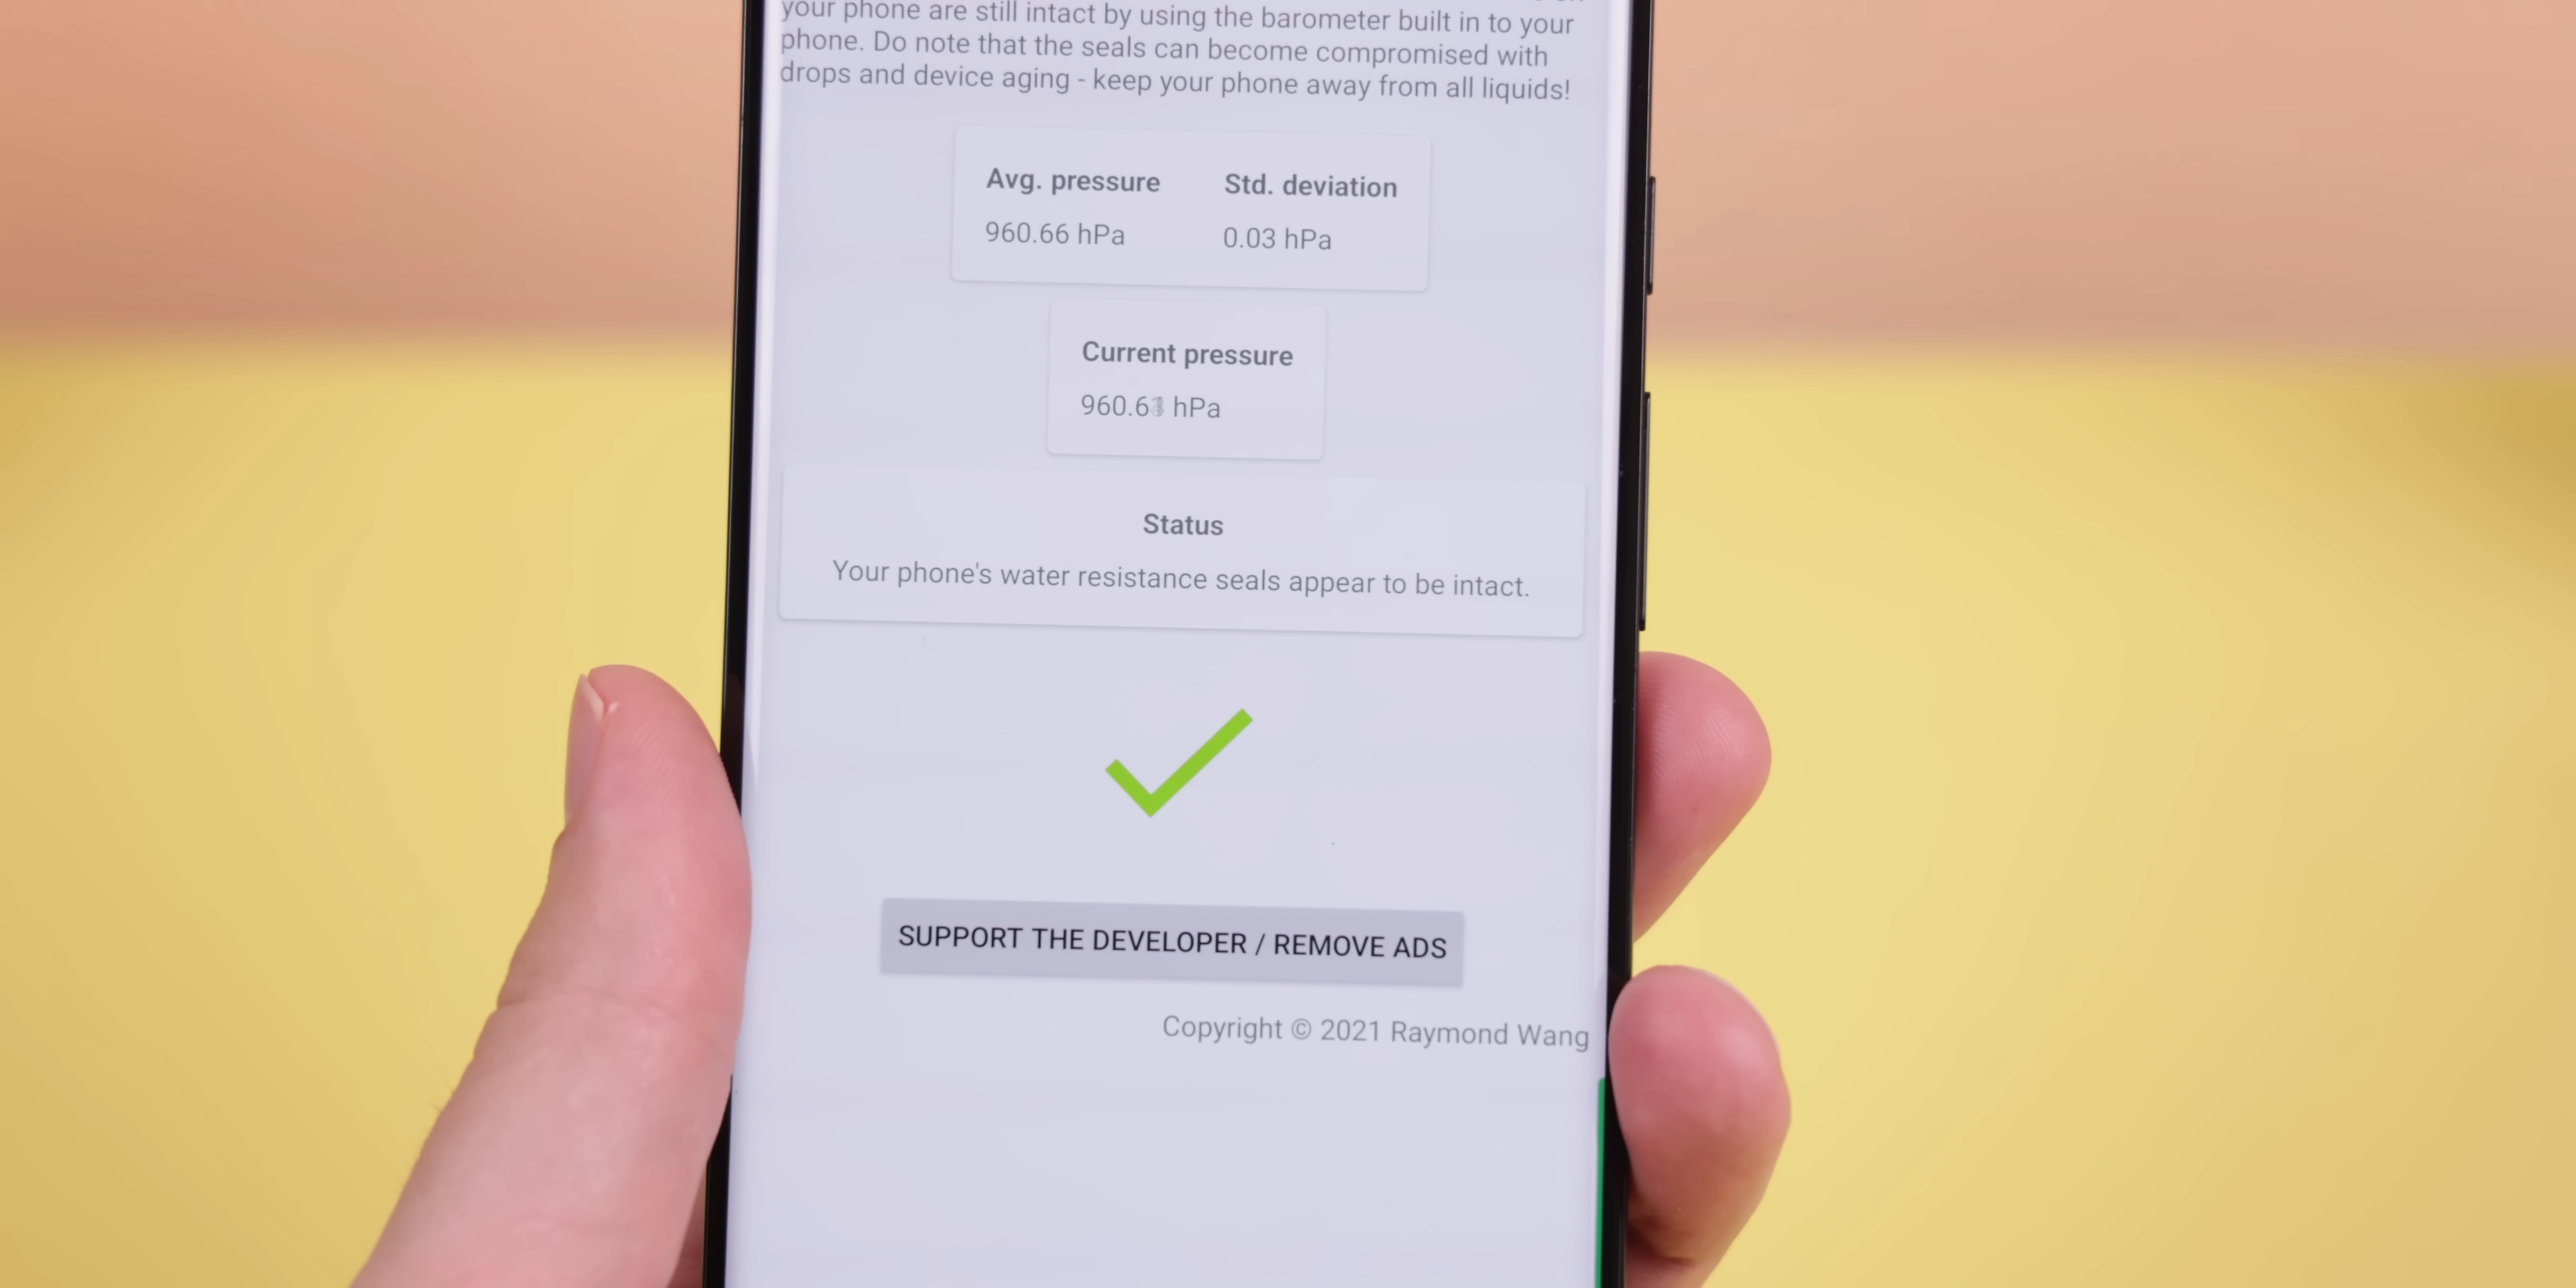 your phone are still intact by using the barometer built in to your
phone. Do note that the seals can become compromised with
drops and device aging - keep your phone away from all liquids!
Avg. pressure Std. deviation
960.66 hPa 0.03 hPa
Current pressure
hPa
Status
Your phone's water resistance seals appear to be intact.
SUPPORT THE DEVELOPER / REMOVE ADS
Copyright © 2021 Raymond Wang